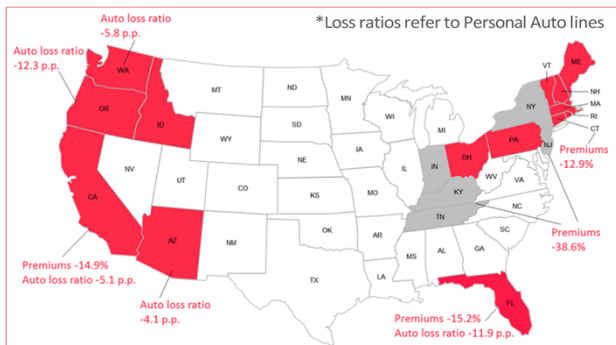 *Loss ratios refer to Personal Auto lines
Auto loss ratio
-5.8 p.p.
Auto loss ratio
-12.3 p.p.
WA
OR
ID
MT
ND
MN
SD
WY
WI
MI
NY
VT
ME
NH
MA
RI
CT
Premiums
-12.9%
NE
IA
IL
IN
OH
PA
NJ
NV
UT
CO
KS
MO
KY
WV
VA
CA
AZ
NM
OK
AR
TN
NC
SC
TX
LA
MS
AL
GA
FL
Premiums
-38.6%
Premiums -14.9%
Auto loss ratio -5.1 p.p.
Auto loss ratio
-4.1 p.p.
Premiums -15.2%
Auto loss ratio -11.9 p.p.